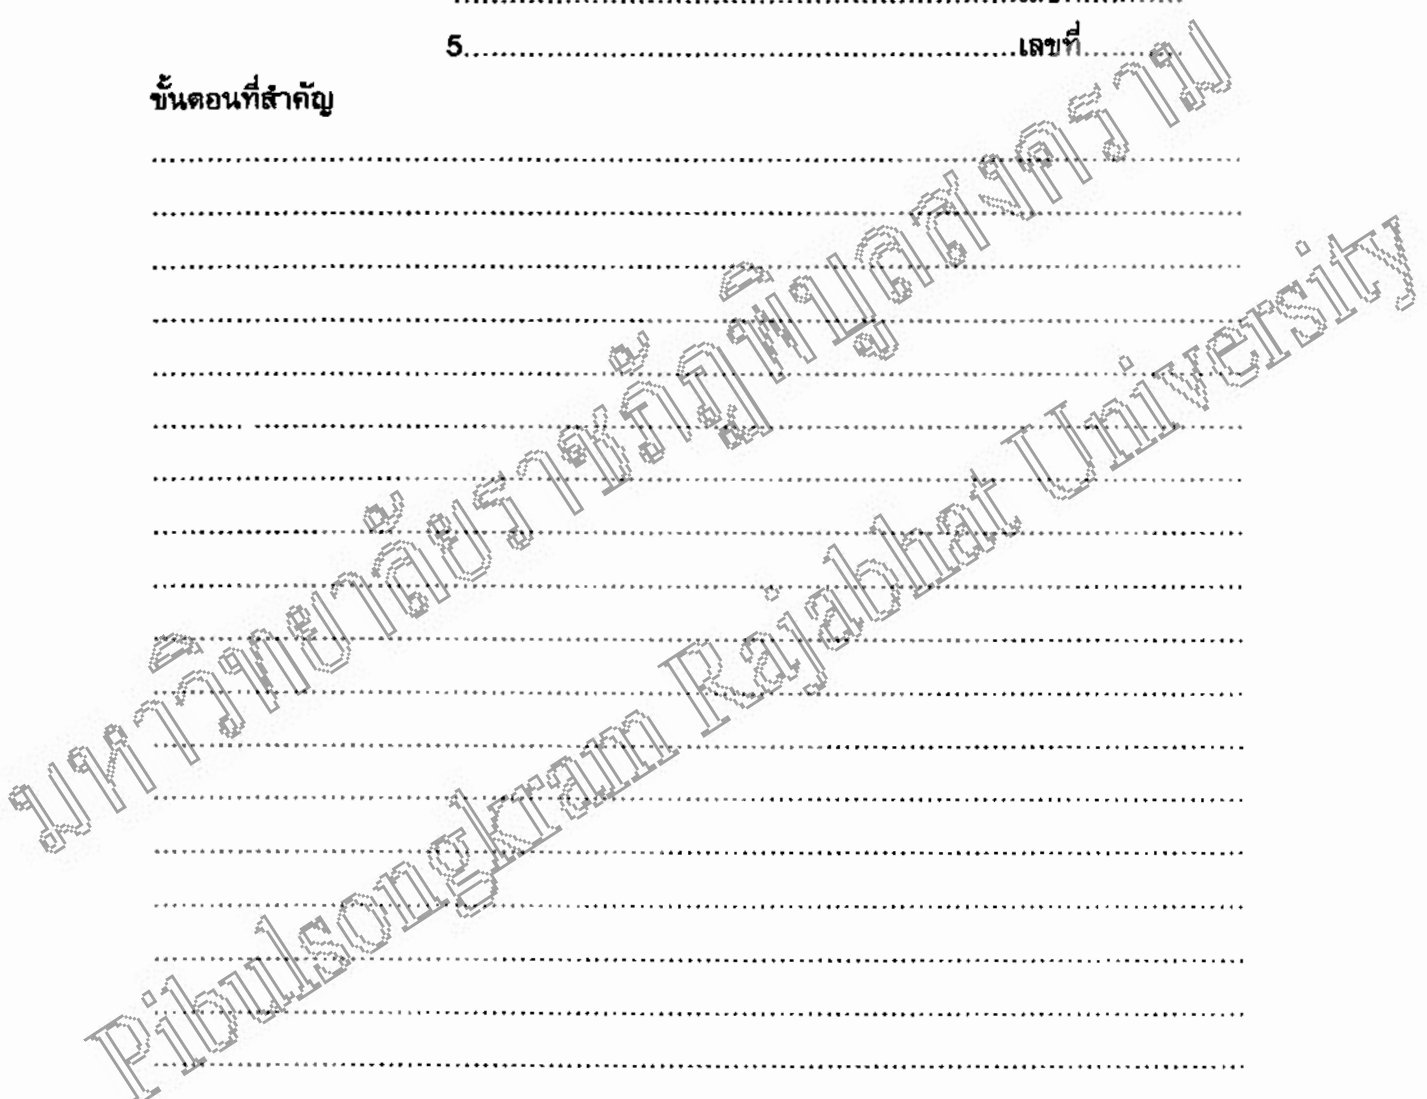 5..............................................................................เลขที่..............
ขั้นตอนที่สำคัญ
มหาวิทยาลัยราชภัฏพิบูลสงคราม
Pibulsongkram Rajabhat University